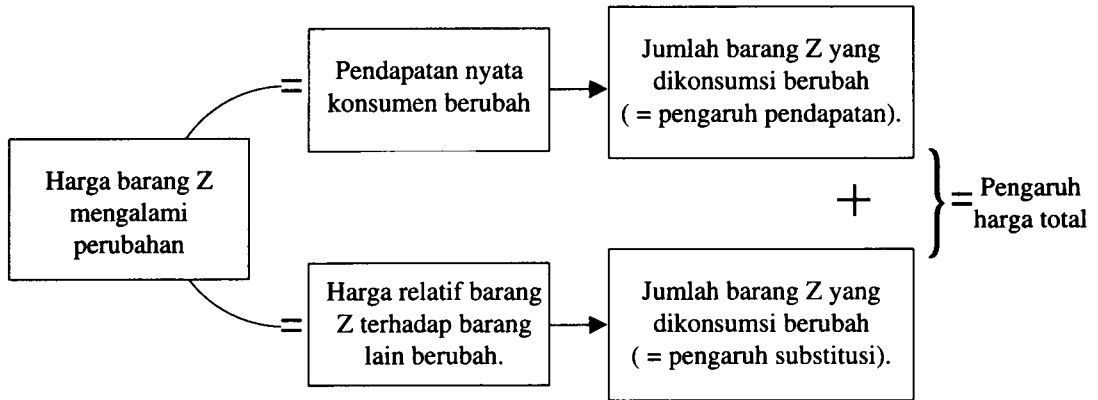 Harga barang Z
mengalami
perubahan
=
Pendapatan nyata
konsumen berubah
Jumlah barang Z yang
dikonsumsi berubah
( = pengaruh pendapatan).
=
Harga relatif barang
Z terhadap barang
lain berubah.
Jumlah barang Z yang
dikonsumsi berubah
( = pengaruh substitusi).
+
} =
Pengaruh
harga total